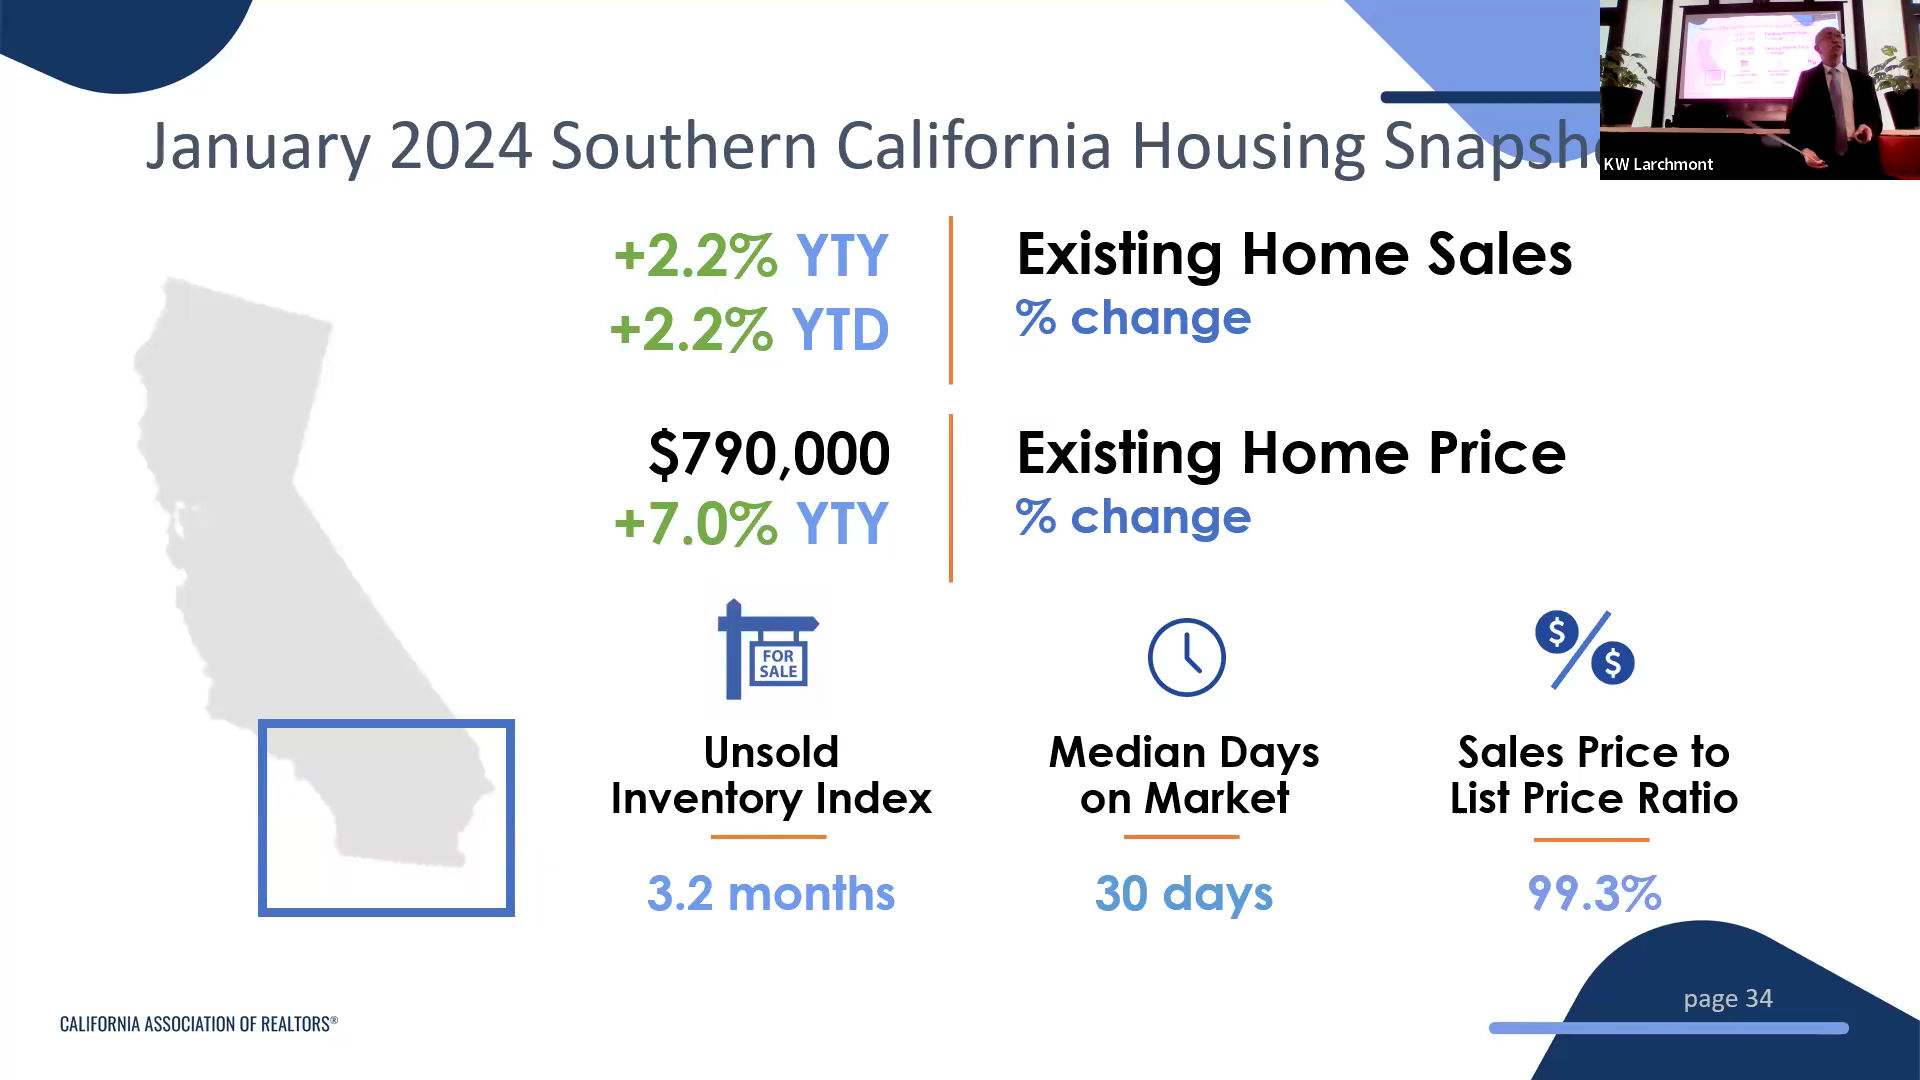 January 2024 Southern California Housing Snapsh
KW Larchmont
+2.2% YTY
+2.2% YTD
Existing Home Sales
% change
$790,000
+7.0% YTY
Existing Home Price
% change
FOR
SALE
$ $
Unsold
Inventory Index
3.2 months
Median Days
on Market
30 days
Sales Price to
List Price Ratio
99.3%
page 34
CALIFORNIA ASSOCIATION OF REALTORS®